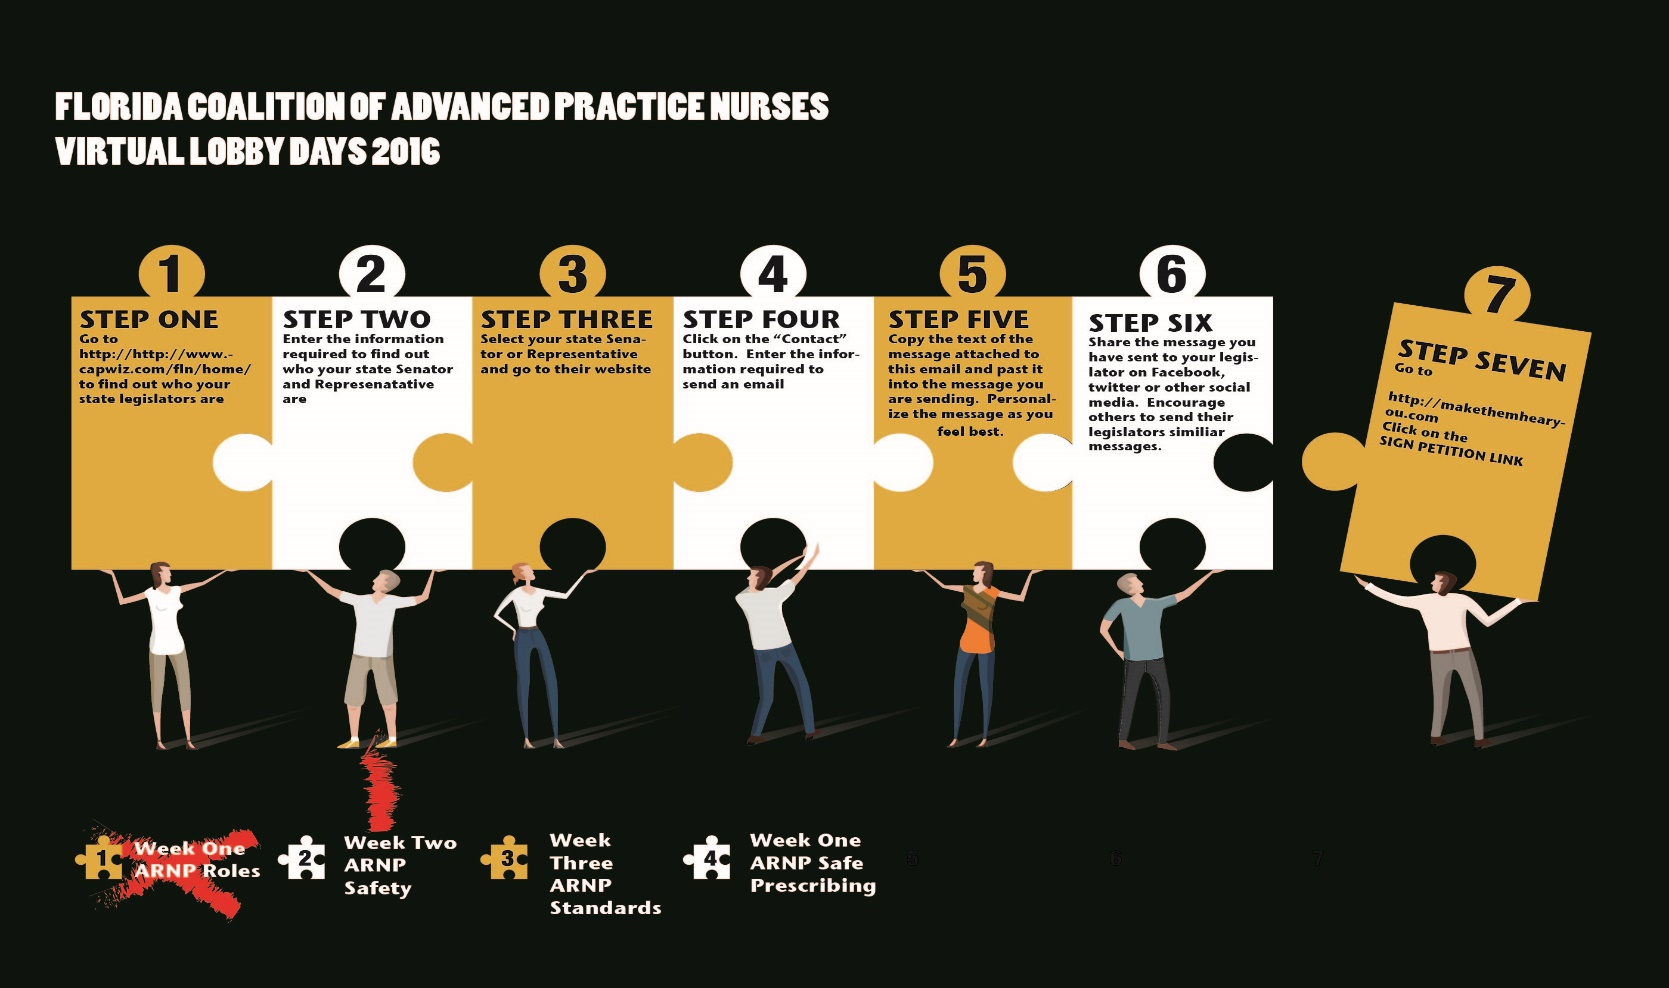 FLORIDA COALITION OF ADVANCED PRACTICE NURSES
VIRTUAL LOBBY DAYS 2016
1
STEP ONE
Go to
http://http://www.-
capwiz.com/fln/home/
to find out who your
state legislators are
2
STEP TWO
Enter the information
required to find out
who your state Senator
and Represenatative
are
3
STEP THREE
Select your state Sena-
tor or Representative
and go to their website
4
STEP FOUR
Click on the “Contact”
button. Enter the infor-
mation required to
send an email
5
STEP FIVE
Copy the text of the
message attached to
this email and past it
into the message you
are sending. Personal-
ize the message as you
feel best.
6
STEP SIX
Share the message you
have sent to your legis-
lator on Facebook,
twitter or other social
media. Encourage
others to send their
legislators similiar
messages.
7
STEP SEVEN
Go to
http://makethemheary-
ou.com
Click on the
SIGN PETITION LINK
1
Week One
ARNP Roles
2
Week Two
ARNP
Safety
3
Week
Three
ARNP
Standards
4
Week One
ARNP Safe
Prescribing
5
6
7